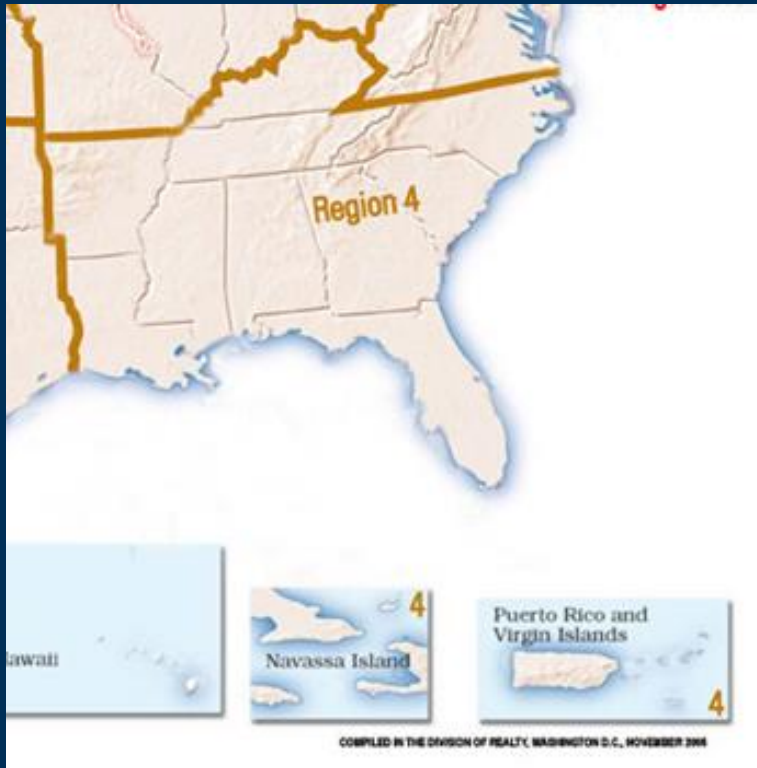 Region 4
awaii
Navassa Island
4
Puerto Rico and
Virgin Islands
4
COMPILED IN THE DIVISION OF REALTY, WASHINGTON D.C., NOVEMBER